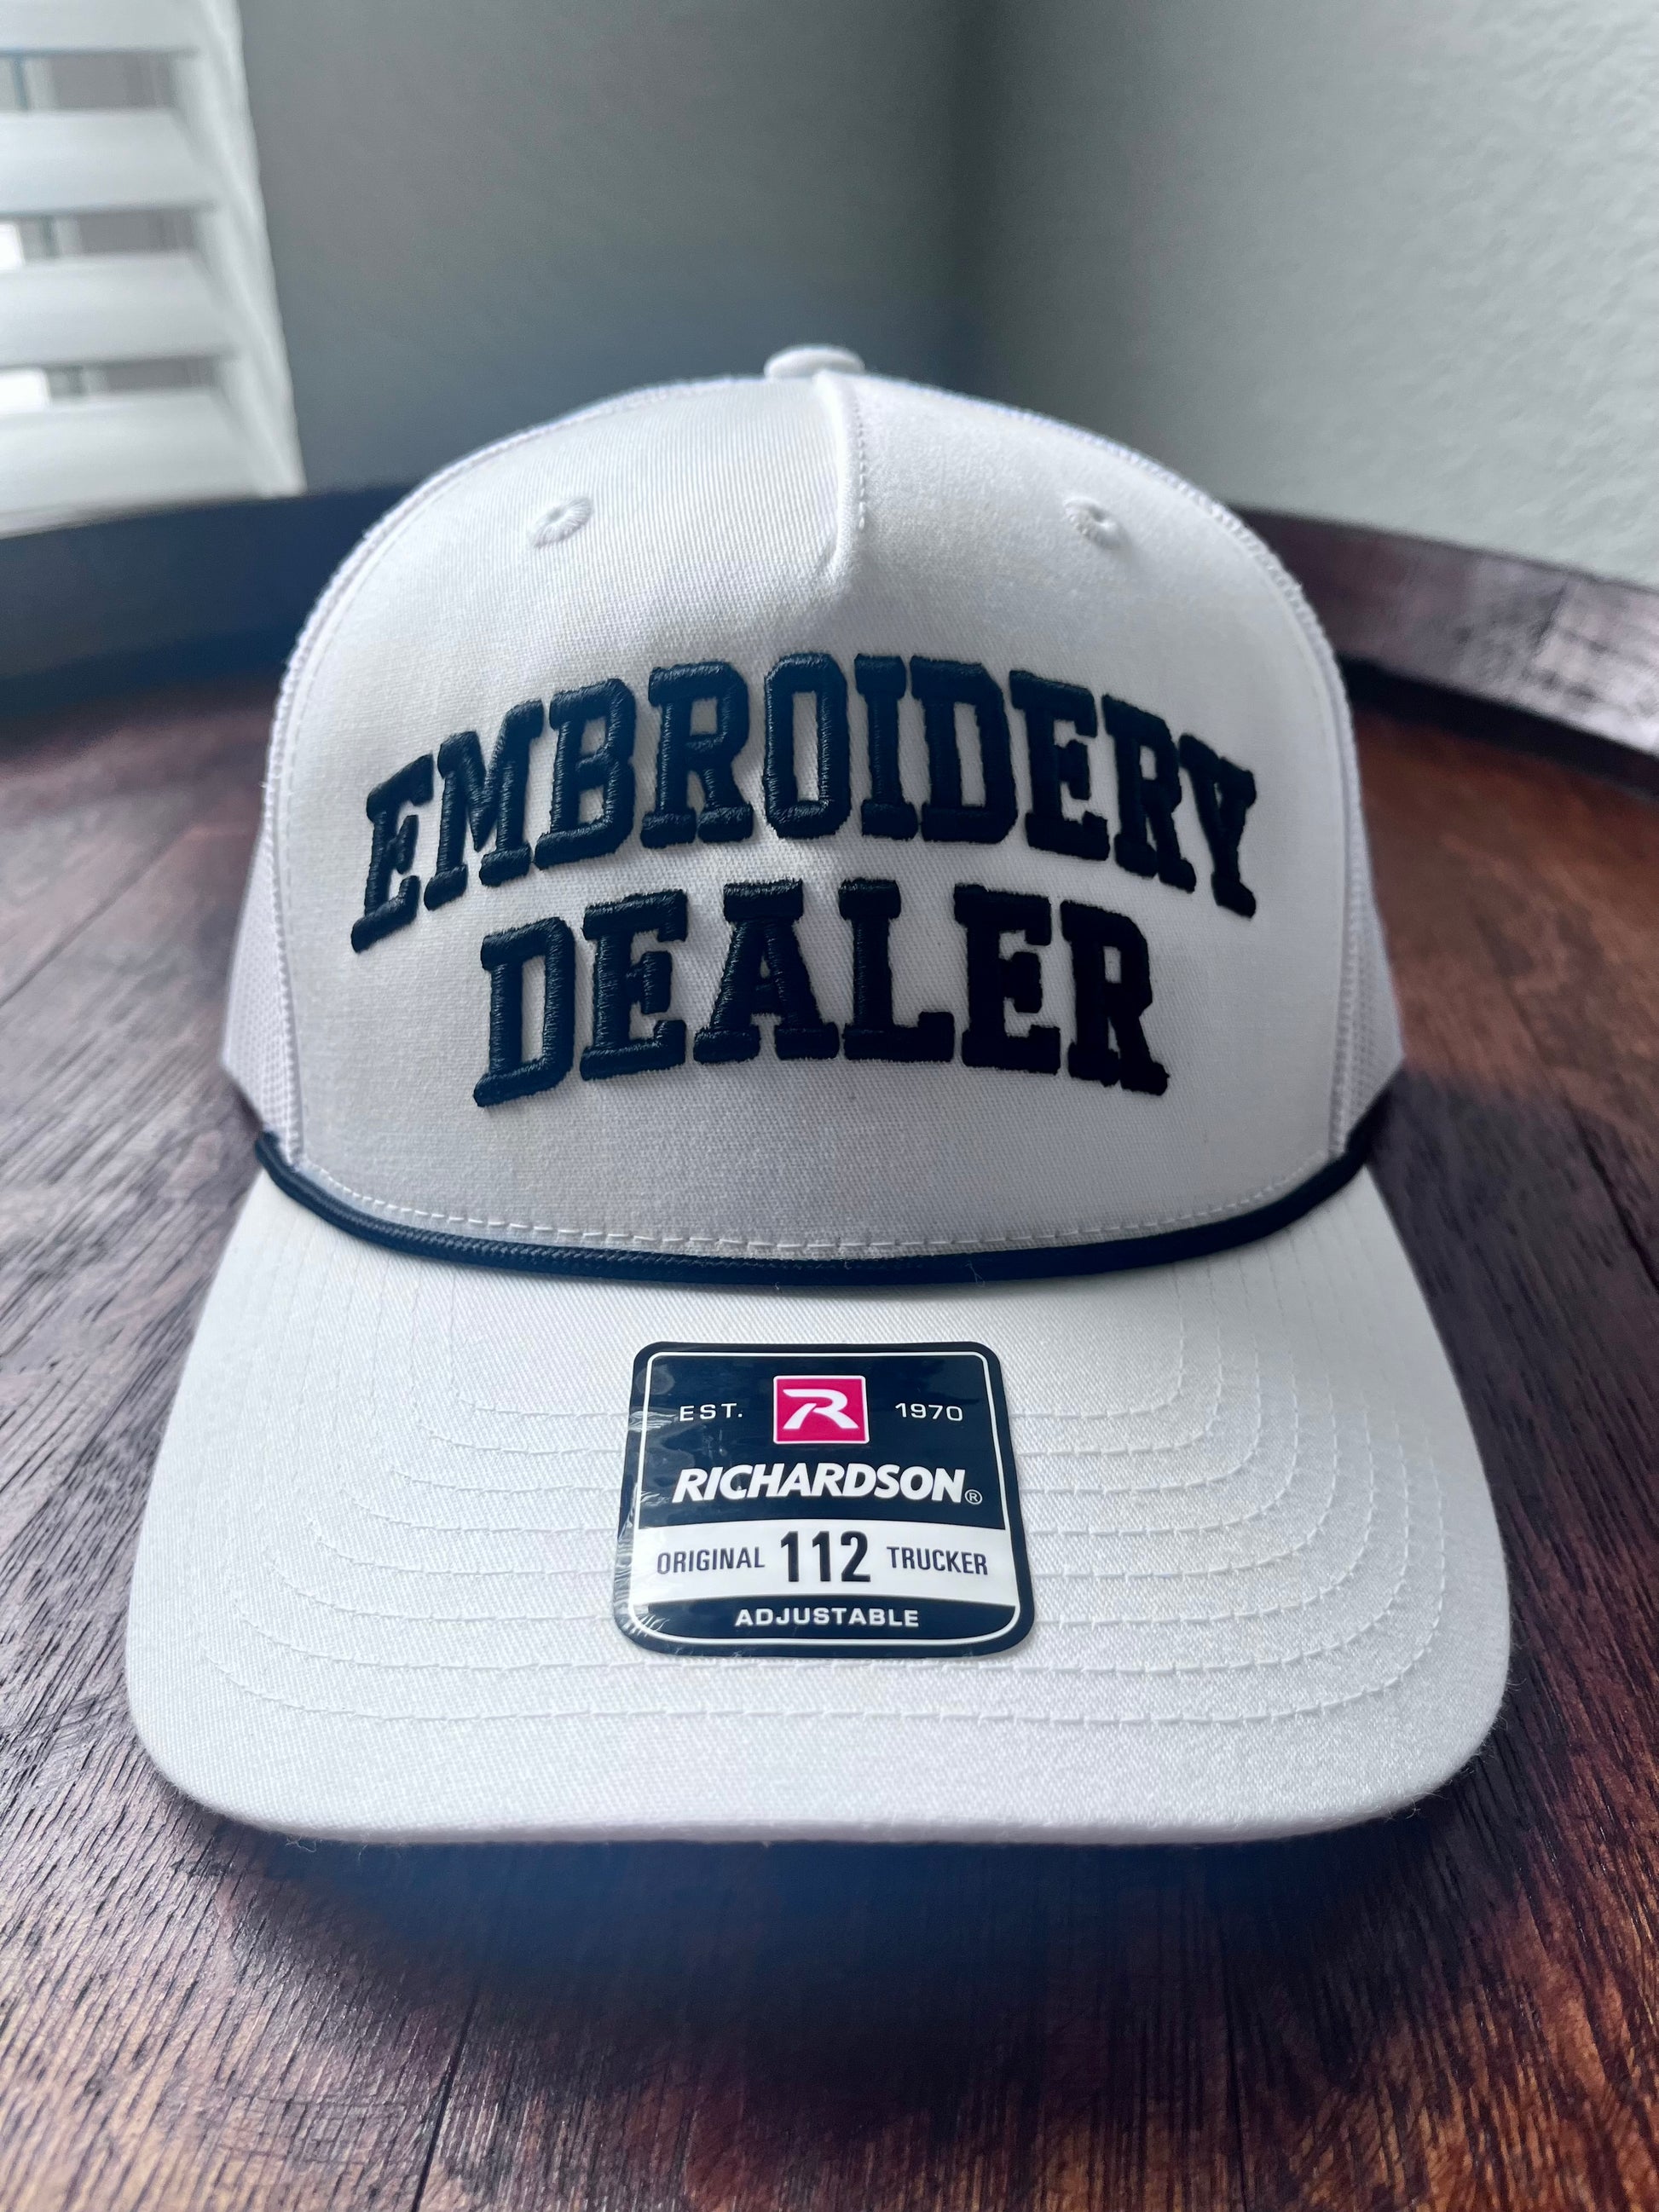 EMBROIDERY
DEALER
EST. R 1970
RICHARDSON®
ORIGINAL 112 TRUCKER
ADJUSTABLE